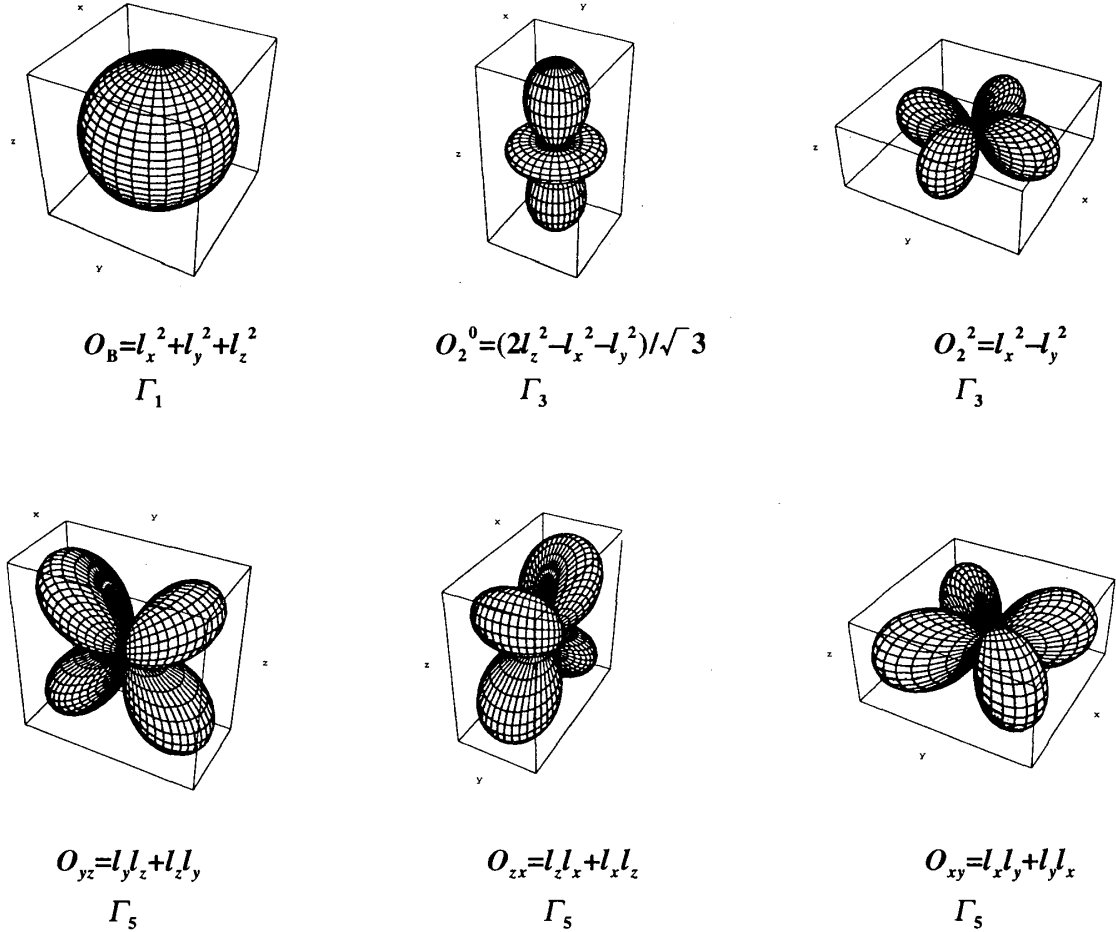 x
z
y
O_B=l_x^2+l_y^2+l_z^2
Γ_1
y
x
z
O_2^0=(2l_z^2−l_x^2−l_y^2)/√3
Γ_3
z
x
y
O_2^2=l_x^2−l_y^2
Γ_3
x
y
z
O_yz=l_yl_z+l_zl_y
Γ_5
x
z
y
O_zx=l_zl_x+l_xl_z
Γ_5
z
x
y
O_xy=l_xl_y+l_yl_x
Γ_5